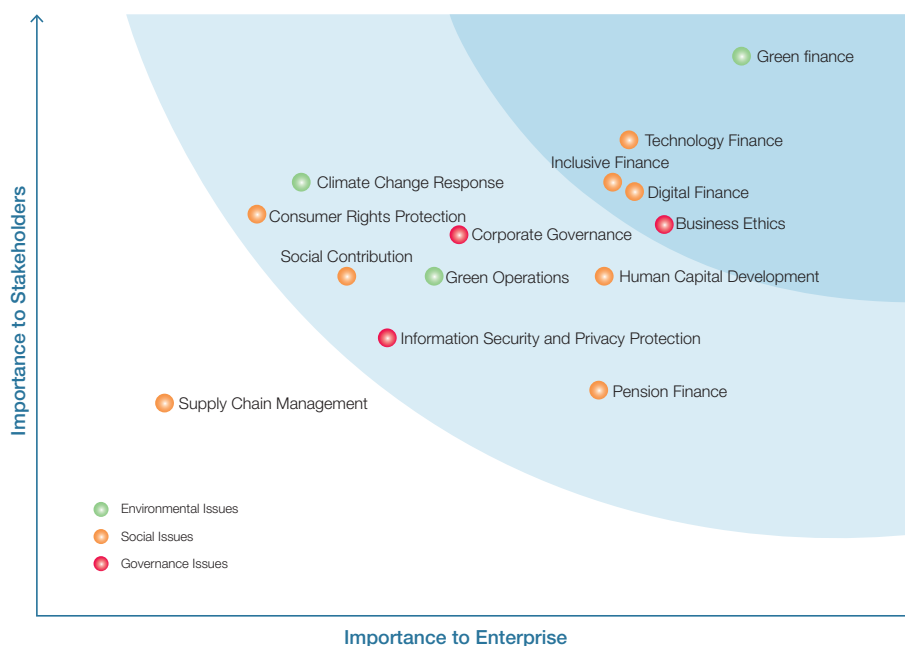 Importance to Stakeholders
Green finance
Technology Finance
Inclusive Finance
Climate Change Response
Digital Finance
Consumer Rights Protection
Business Ethics
Corporate Governance
Social Contribution
Green Operations
Human Capital Development
Information Security and Privacy Protection
Pension Finance
Supply Chain Management
Environmental Issues
Social Issues
Governance Issues
Importance to Enterprise